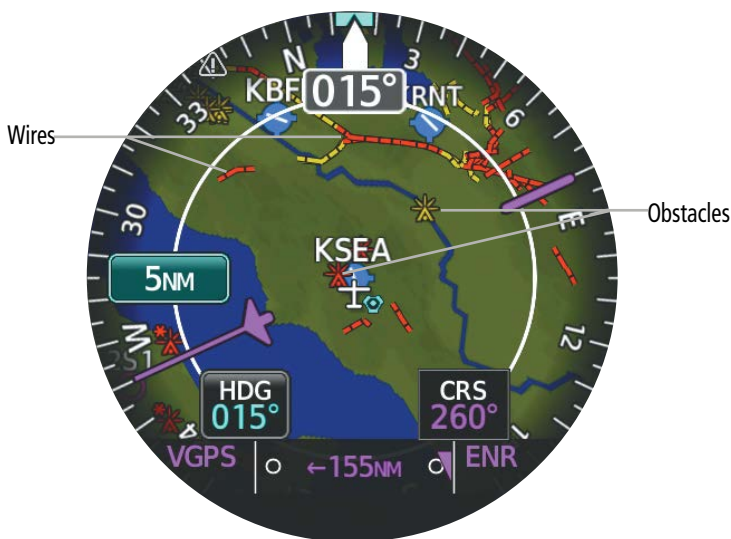 N
3
KBF
015°
RNT
33
6
Wires
30
E
Obstacles
KSEA
5NM
W
12
2S1
HDG
015°
CRS
260°
VGPS
←155NM
ENR